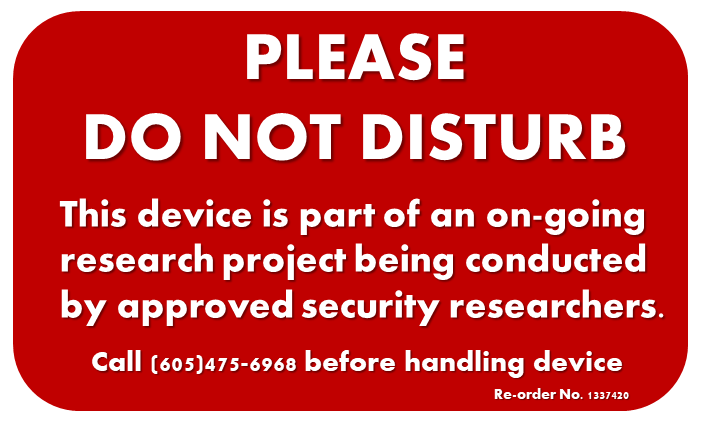 PLEASE
DO NOT DISTURB
This device is part of an on-going
research project being conducted
by approved security researchers.
Call (605)475-6968 before handling device
Re-order No. 1337420